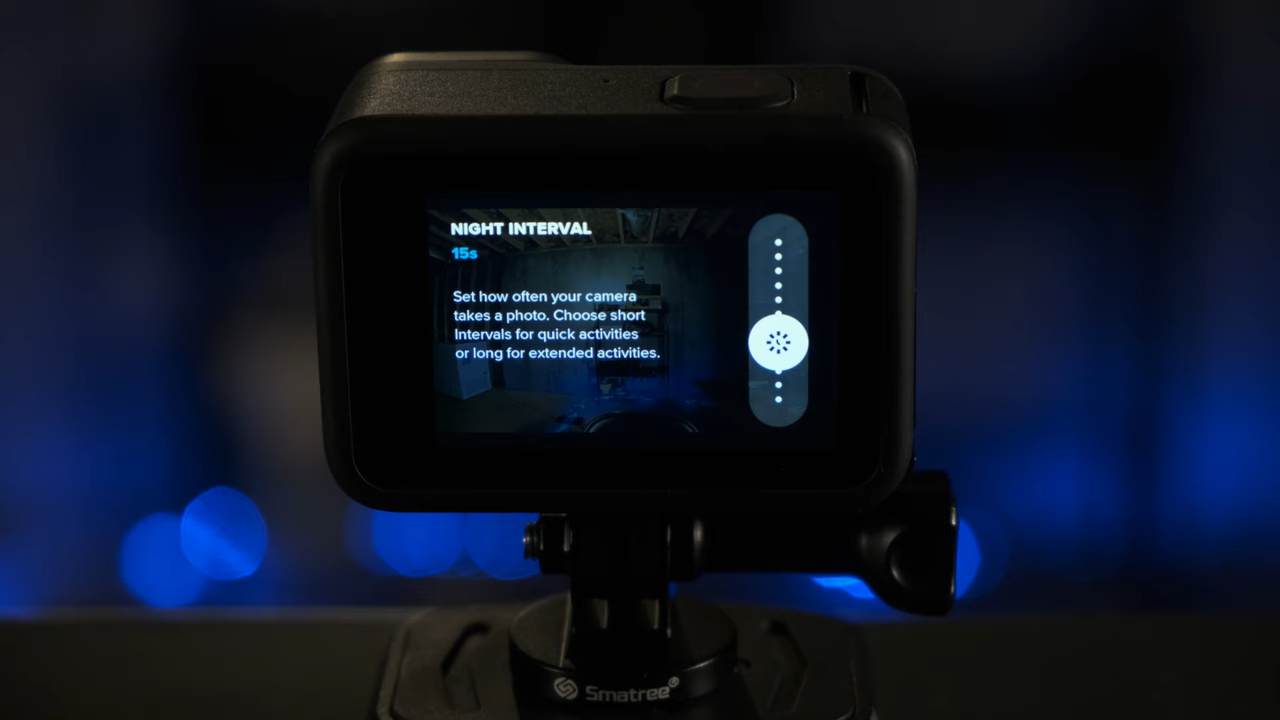 NIGHT INTERVAL
15s
Set how often your camera
takes a photo. Choose short
Intervals for quick activities
or long for extended activities.
Smatree®